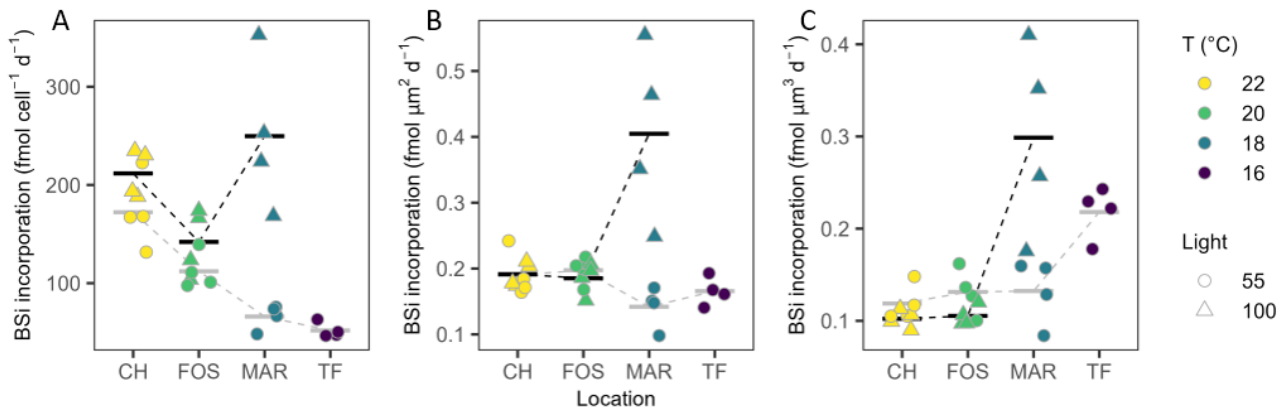 A
BSi incorporation (fmol cell⁻¹ d⁻¹)
300
200
100
CH FOS MAR TF
B
BSi incorporation (fmol μm² d⁻¹)
0.5
0.4
0.3
0.2
0.1
CH FOS MAR TF
Location
C
BSi incorporation (fmol μm³ d⁻¹)
0.4
0.3
0.2
0.1
CH FOS MAR TF
T (°C)
22
20
18
16
Light
55
100